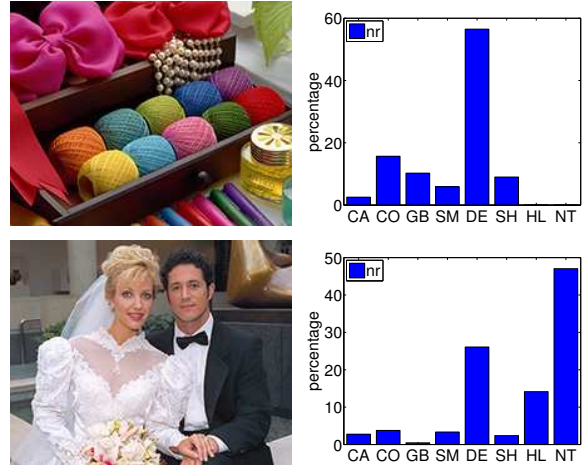 60
nr
40
percentage
20
0
CA CO GB SM DE SH HL NT
50
nr
40
30
percentage
20
10
0
CA CO GB SM DE SH HL NT